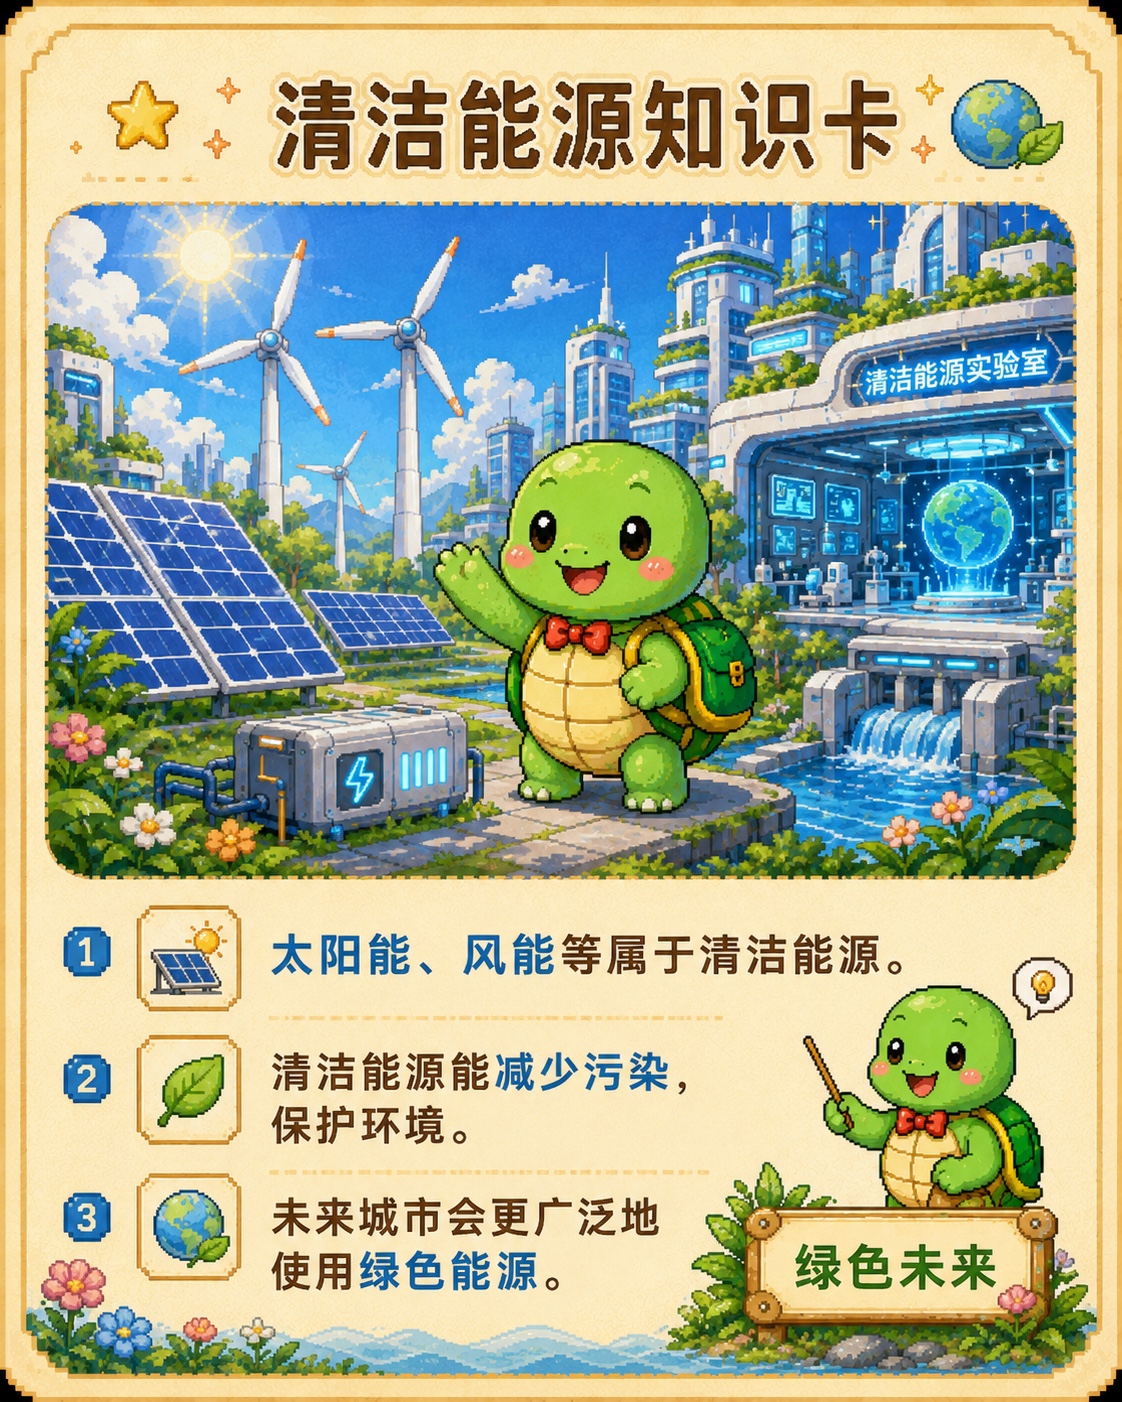 清洁能源知识卡
清洁能源实验室
1
太阳能、风能等属于清洁能源。
2
清洁能源能减少污染，
保护环境。
3
未来城市会更广泛地
使用绿色能源。
绿色未来